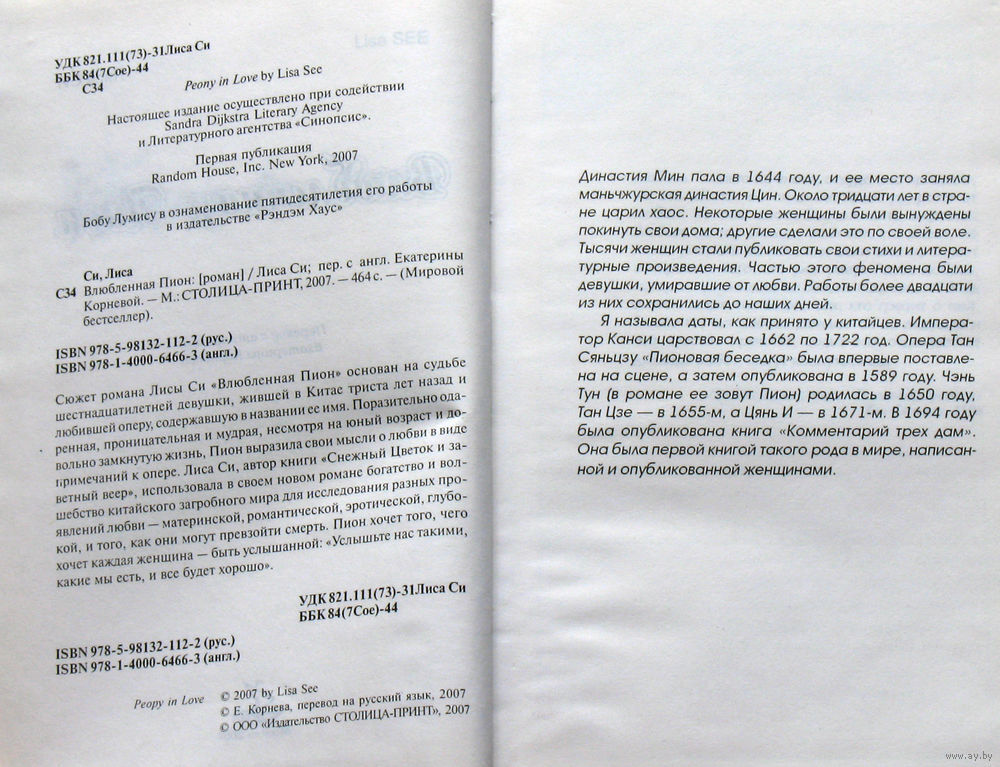 УДК 821.111(73)-31Лиса Си
ББК 84(7Сое)-44
С34
Peony in Love by Lisa See
Настоящее издание осуществлено при содействии
Sandra Dijkstra Literary Agency
и Литературного агентства «Синопсис».
Первая публикация
Random House, Inc. New York, 2007
Бобу Лумису в ознаменование пятидесятилетия его работы
в издательстве «Рэндэм Хаус»
Си, Лиса
С34 Влюбленная Пион: [роман] / Лиса Си; пер. с англ. Екатерины
Корневой. — М.: СТОЛИЦА-ПРИНТ, 2007. — 464 с. — (Мировой
бестселлер).
ISBN 978-5-98132-112-2 (рус.)
ISBN 978-1-4000-6466-3 (англ.)
Сюжет романа Лисы Си «Влюбленная Пион» основан на судьбе
шестнадцатилетней девушки, жившей в Китае триста лет назад и
любившей оперу, содержавшую в названии ее имя. Поразительно ода-
ренная, проницательная и мудрая, несмотря на юный возраст и до-
вольно замкнутую жизнь, Пион выразила свои мысли о любви в виде
примечаний к опере. Лиса Си, автор книги «Снежный Цветок и за-
ветный веер», использовала в своем новом романе богатство и вол-
шебство китайского загробного мира для исследования разных про-
явлений любви — материнской, романтической, эротической, глубо-
кой, и того, как они могут превзойти смерть. Пион хочет того, чего
хочет каждая женщина — быть услышанной: «Услышьте нас такими,
какие мы есть, и все будет хорошо».
УДК 821.111(73)-31Лиса Си
ББК 84(7Сое)-44
ISBN 978-5-98132-112-2 (рус.)
ISBN 978-1-4000-6466-3 (англ.)
Peopy in Love © 2007 by Lisa See
© Е. Корнева, перевод на русский язык, 2007
© ООО «Издательство СТОЛИЦА-ПРИНТ», 2007
Lisa SEE
Династия Мин пала в 1644 году, и ее место заняла
маньчжурская династия Цин. Около тридцати лет в стра-
не царил хаос. Некоторые женщины были вынуждены
покинуть свои дома; другие сделали это по своей воле.
Тысячи женщин стали публиковать свои стихи и литера-
турные произведения. Частью этого феномена были
девушки, умиравшие от любви. Работы более двадцати
из них сохранились до наших дней.
Я называла даты, как принято у китайцев. Импера-
тор Канси царствовал с 1662 по 1722 год. Опера Тан
Сяньцзу «Пионовая беседка» была впервые поставле-
на на сцене, а затем опубликована в 1589 году. Чэнь
Тун (в романе ее зовут Пион) родилась в 1650 году,
Тан Цзе — в 1655-м, а Цянь И — в 1671-м. В 1694 году
была опубликована книга «Комментарий трех дам».
Она была первой книгой такого рода в мире, написан-
ной и опубликованной женщинами.
www.ay.by